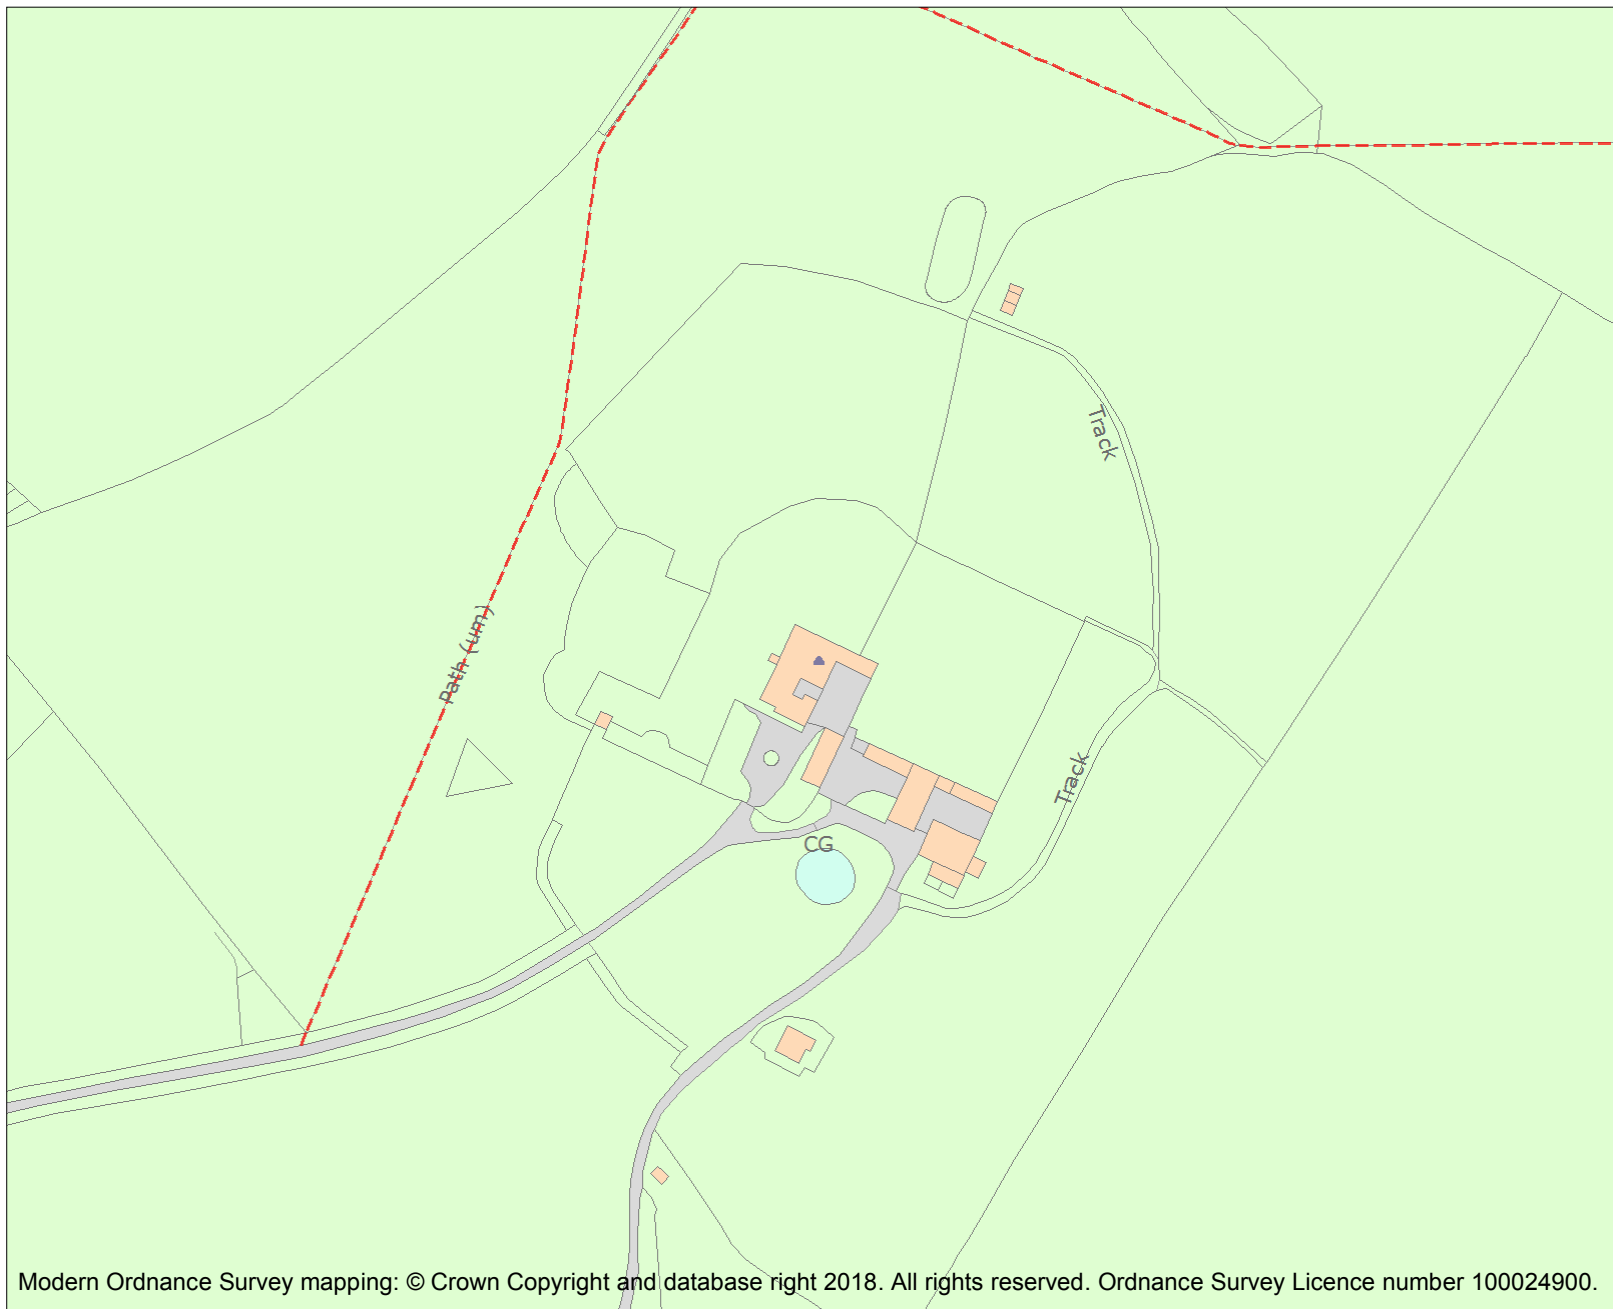 Track
Path (um)
Track
CG
Modern Ordnance Survey mapping: © Crown Copyright and database right 2018. All rights reserved. Ordnance Survey Licence number 100024900.